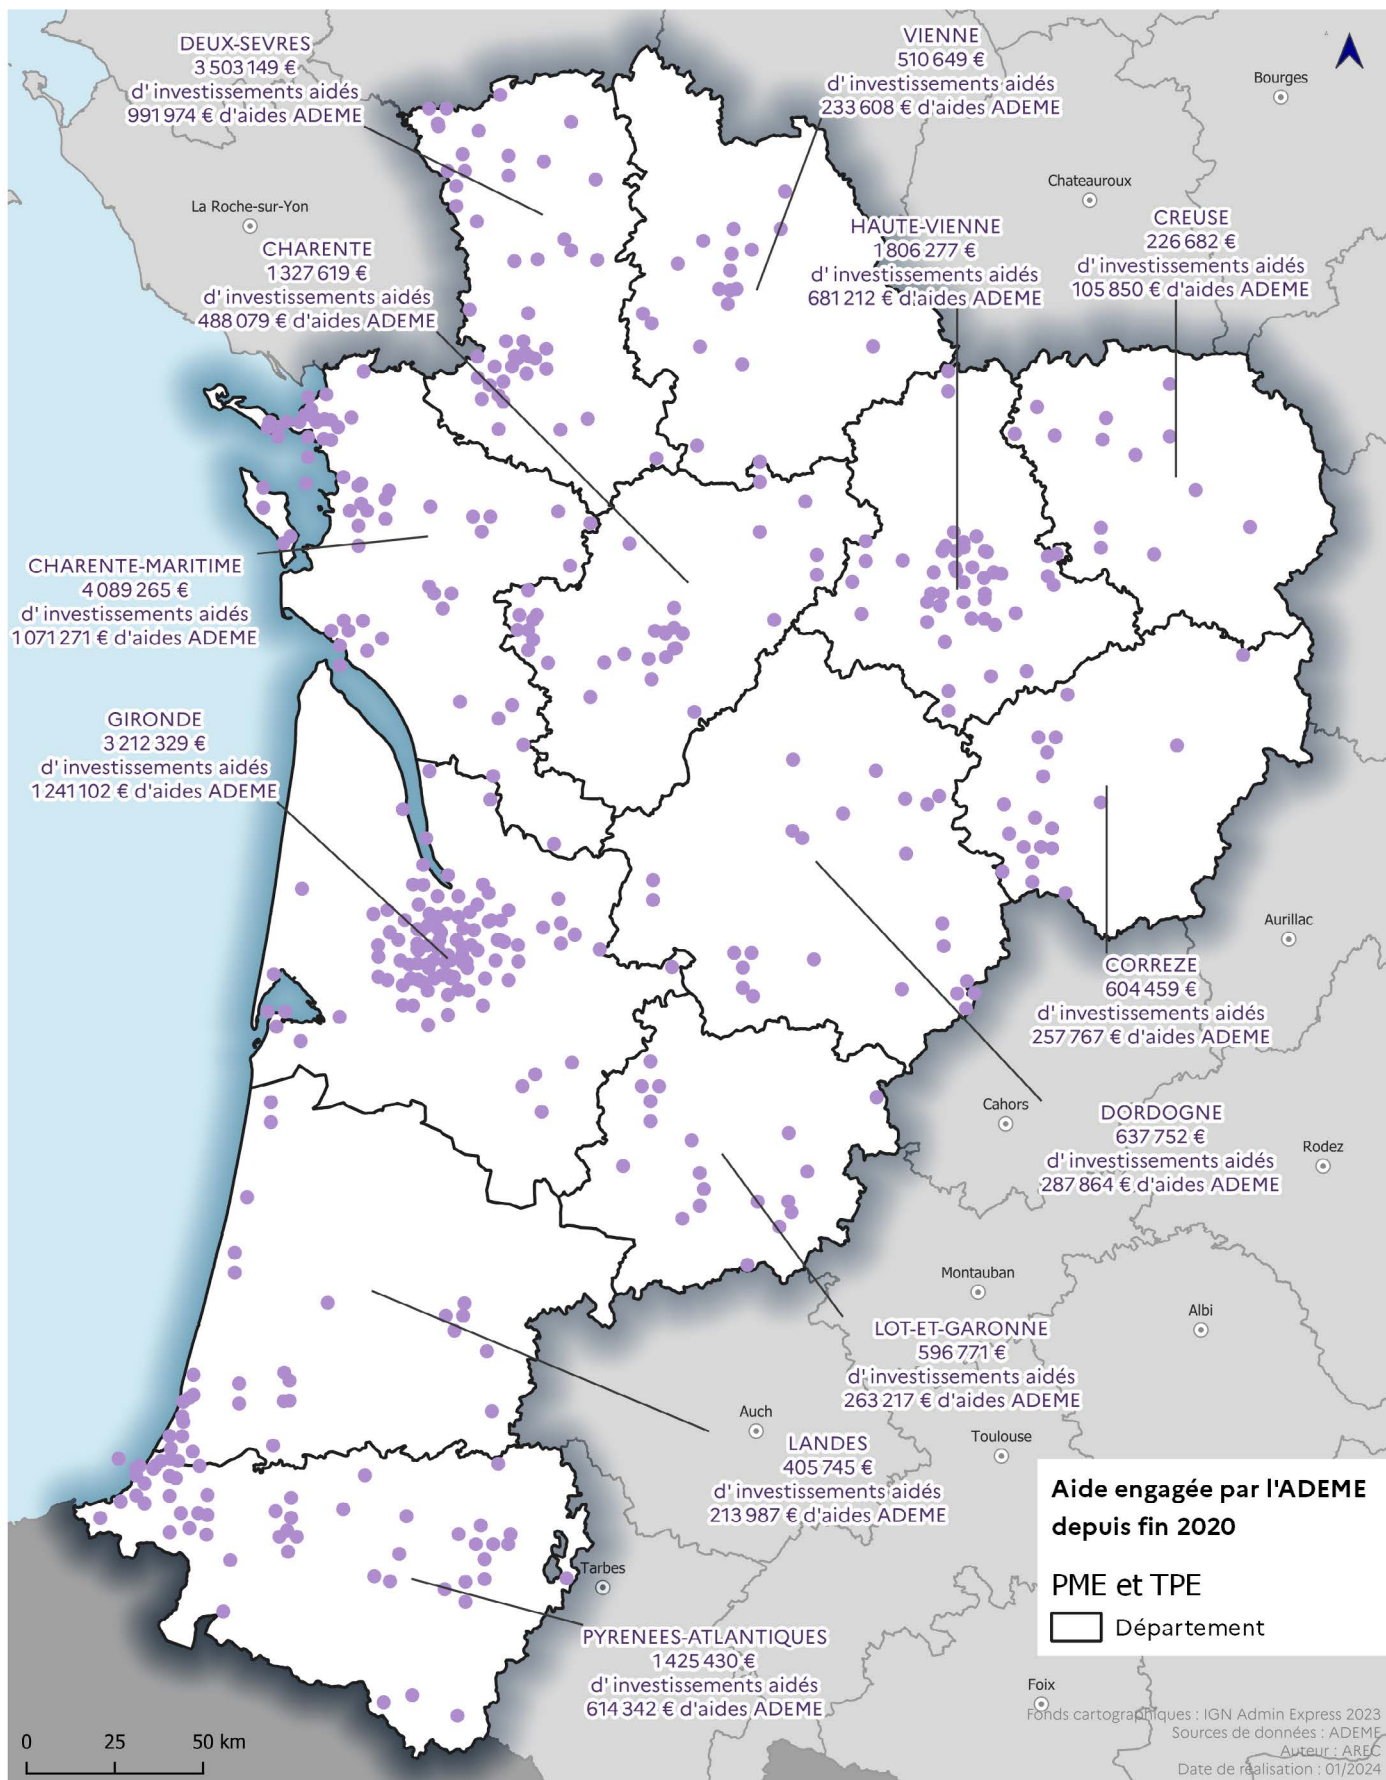 DEUX-SEVRES
3 503 149 €
d' investissements aidés
991 974 € d'aides ADEME
VIENNE
510 649 €
d' investissements aidés
233 608 € d'aides ADEME
Bourges
Chateauroux
La Roche-sur-Yon
CHARENTE
1 327 619 €
d' investissements aidés
488 079 € d'aides ADEME
HAUTE-VIENNE
1 806 277 €
d' investissements aidés
681 212 € d'aides ADEME
CREUSE
226 682 €
d' investissements aidés
105 850 € d'aides ADEME
CHARENTE-MARITIME
4 089 265 €
d' investissements aidés
1 071 271 € d'aides ADEME
GIRONDE
3 212 329 €
d' investissements aidés
1 241 102 € d'aides ADEME
Aurillac
CORREZE
604 459 €
d' investissements aidés
257 767 € d'aides ADEME
Cahors
DORDOGNE
637 752 €
d' investissements aidés
287 864 € d'aides ADEME
Rodez
Montauban
Albi
LOT-ET-GARONNE
596 771 €
d' investissements aidés
263 217 € d'aides ADEME
Auch
Toulouse
LANDES
405 745 €
d' investissements aidés
213 987 € d'aides ADEME
Tarbes
PYRENEES-ATLANTIQUES
1 425 430 €
d' investissements aidés
614 342 € d'aides ADEME
Aide engagée par l'ADEME
depuis fin 2020
PME et TPE
Département
Foix
0 25 50 km
Fonds cartographiques : IGN Admin Express 2023
Sources de données : ADEME
Auteur : AREC
Date de réalisation : 01/2024